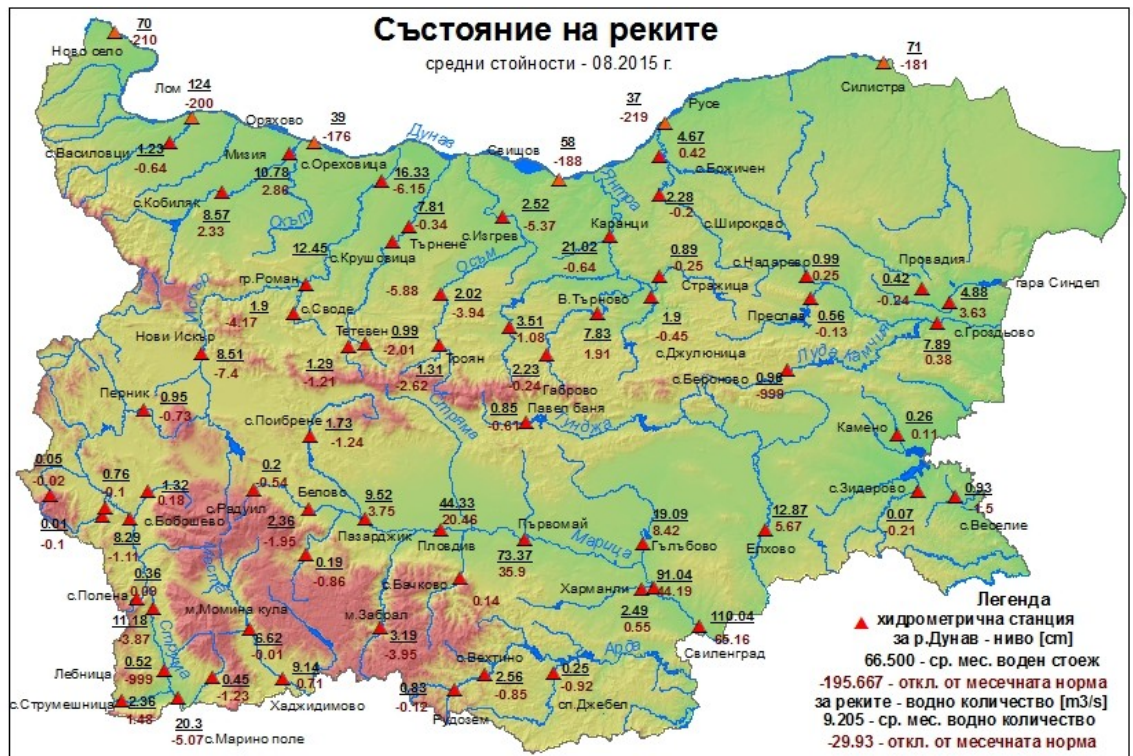 Състояние на реките
средни стойности - 08.2015 г.
70
-210
Ново село
71
-181
Силистра
Лом
124
-200
Оряхово
39
-176
Дунав
37
-219
Русе
58
-188
Свищов
с.Василовци
1.23
-0.64
Мизия
10.78
2.88
с.Ореховица
16.33
-6.15
Янтра
4.67
0.42
с.Божичен
с.Кобиляк
8.57
2.33
Огът
7.81
-0.34
Търнене
2.52
-5.37
с.Изгрев
Каранци
2.28
-0.2
с.Широково
12.45
с.Крушовица
21.02
-0.64
0.89
-0.25
Стражица
с.Надарево
0.99
0.25
Провадия
0.42
-0.24
гара Синдел
4.88
3.63
Искър
гр.Роман
-5.88
Осъм
2.02
-3.94
В.Търново
1.9
-4.17
с.Своде
Преслав
0.56
-0.13
с.Гроздьово
Нови Искър
8.51
-7.4
Тетевен
0.99
-2.01
3.51
-1.08
7.83
1.91
1.9
-0.45
с.Джулюница
7.89
0.38
Луда Камчия
1.29
-1.21
1.31
-2.62
Троян
2.23
-0.24
Габрово
с.Бероново
0.98
-999
Перник
0.95
-0.73
с.Поибрене
1.73
-1.24
Стряма
0.85
-0.61
Павел баня
Тунджа
Камено
0.26
0.11
0.05
-0.02
0.76
-0.1
1.32
0.18
0.2
-0.54
Белово
с.Радуил
с.Бобошево
2.36
-1.95
9.52
3.75
Пазарджик
44.33
20.46
Пловдив
Първомай
73.37
35.9
Марица
19.09
8.42
Гълъбово
12.87
5.67
Елхово
с.Зидарово
0.07
-0.21
0.93
-1.5
с.Веселие
0.01
-0.1
8.29
-1.11
Места
0.19
-0.86
с.Бачково
0.14
Харманли
91.04
44.19
0.36
0.09
с.Полена
11.18
-3.87
Струма
м.Момина кула
6.62
-0.01
м.Забрал
3.19
-3.95
2.49
0.55
110.04
65.16
Свиленград
Лебница
0.52
-999
0.45
-1.23
9.14
0.71
Хаджидимово
с.Вехтино
2.56
-0.85
Арда
0.25
-0.92
сп.Джебел
0.83
-0.12
Рудозем
с.Струмешница
2.36
1.48
20.3
-5.07
с.Марино поле
Легенда
хидрометрична станция
за р.Дунав - ниво [cm]
66.500 - ср. мес. воден стоеж
-195.667 - откл. от месечната норма
за реките - водно количество [m3/s]
9.205 - ср. мес. водно количество
-29.93 - откл. от месечната норма